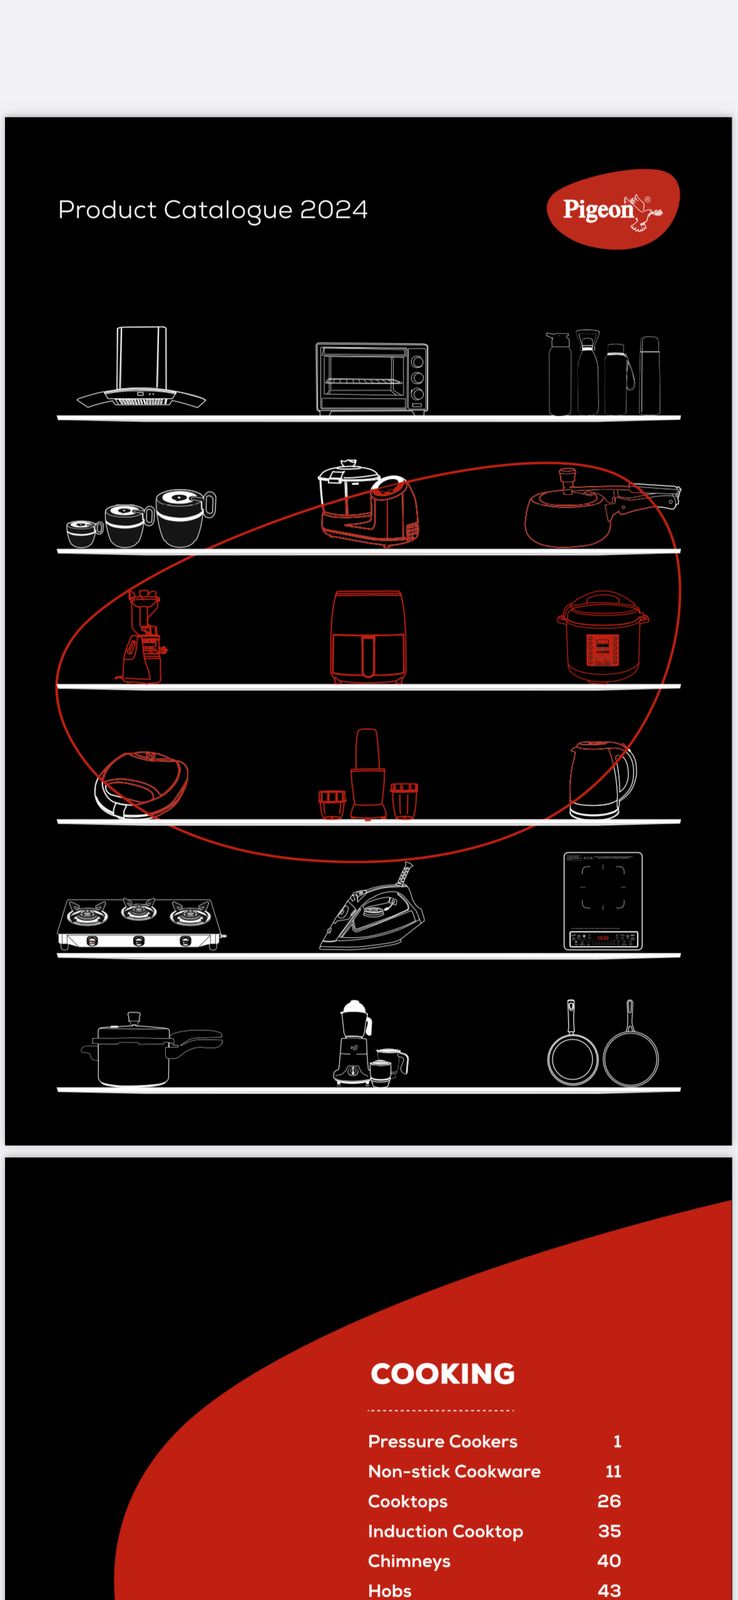 Product Catalogue 2024
Pigeon®
COOKING
Pressure Cookers 1
Non-stick Cookware 11
Cooktops 26
Induction Cooktop 35
Chimneys 40
Hobs 43